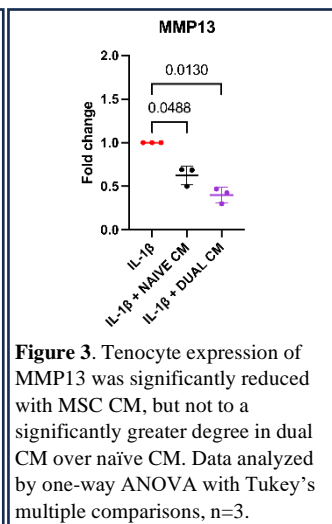 MMP13
2.0
0.0130
1.5
0.0488
1.0
0.5
0.0
Fold change
IL-1β
IL-1β + NAIVE CM
IL-1β + DUAL CM
Figure 3. Tenocyte expression of
MMP13 was significantly reduced
with MSC CM, but not to a
significantly greater degree in dual
CM over naïve CM. Data analyzed
by one-way ANOVA with Tukey's
multiple comparisons, n=3.